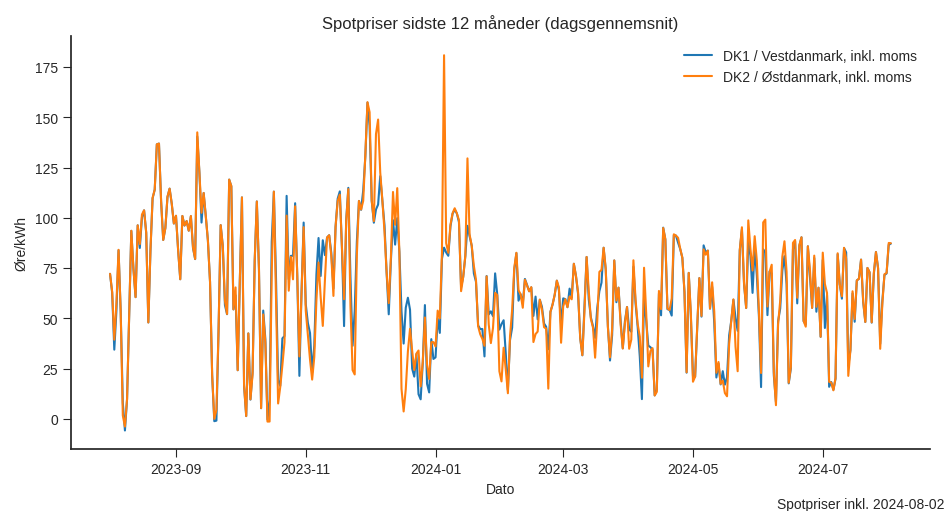 Spotpriser sidste 12 måneder (dagsgennemsnit)
DK1 / Vestdanmark, inkl. moms
DK2 / Østdanmark, inkl. moms
Øre/kWh
175
150
125
100
75
50
25
0
2023-09
2023-11
2024-01
2024-03
2024-05
2024-07
Dato
Spotpriser inkl. 2024-08-02